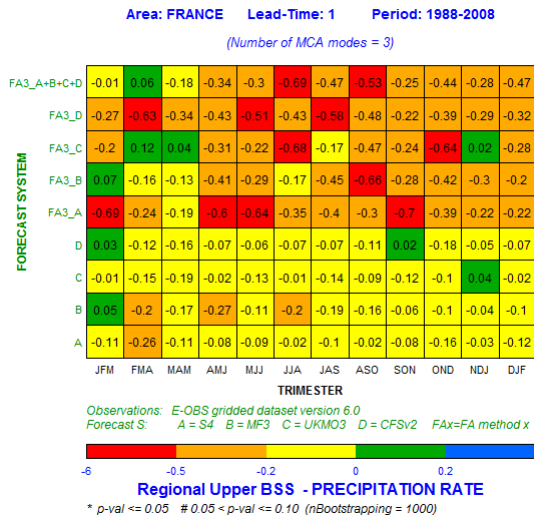 Area: FRANCE Lead-Time: 1 Period: 1988-2008
(Number of MCA modes = 3)
FORECAST SYSTEM
FA3_A+B+C+D -0.01 0.06 -0.18 -0.34 -0.3 -0.69 -0.47 -0.53 -0.25 -0.44 -0.28 -0.47
FA3_D -0.27 -0.63 -0.34 -0.43 -0.51 -0.43 -0.58 -0.48 -0.22 -0.39 -0.29 -0.32
FA3_C -0.2 0.12 0.04 -0.31 -0.22 -0.68 -0.17 -0.47 -0.24 -0.64 0.02 -0.28
FA3_B 0.07 -0.16 -0.13 -0.41 -0.29 -0.17 -0.45 -0.66 -0.28 -0.42 -0.3 -0.2
FA3_A -0.69 -0.24 -0.19 -0.6 -0.64 -0.35 -0.4 -0.3 -0.7 -0.39 -0.22 -0.22
D 0.03 -0.12 -0.16 -0.07 -0.06 -0.07 -0.07 -0.11 0.02 -0.18 -0.05 -0.07
C -0.01 -0.15 -0.19 -0.02 -0.13 -0.01 -0.14 -0.09 -0.12 -0.1 0.04 -0.02
B 0.05 -0.2 -0.17 -0.27 -0.11 -0.2 -0.19 -0.16 -0.06 -0.1 -0.04 -0.1
A -0.11 -0.26 -0.11 -0.08 -0.09 -0.02 -0.1 -0.02 -0.08 -0.16 -0.03 -0.12
JFM FMA MAM AMJ MJJ JJA JAS ASO SON OND NDJ DJF
TRIMESTER
Observations: E-OBS gridded dataset version 6.0
Forecast S: A = S4 B = MF3 C = UKMO3 D = CFSv2 FAx=FA method x
-6 -0.5 -0.2 0 0.2
Regional Upper BSS - PRECIPITATION RATE
* p-val <= 0.05 # 0.05 < p-val <= 0.10 (nBootstrapping = 1000)